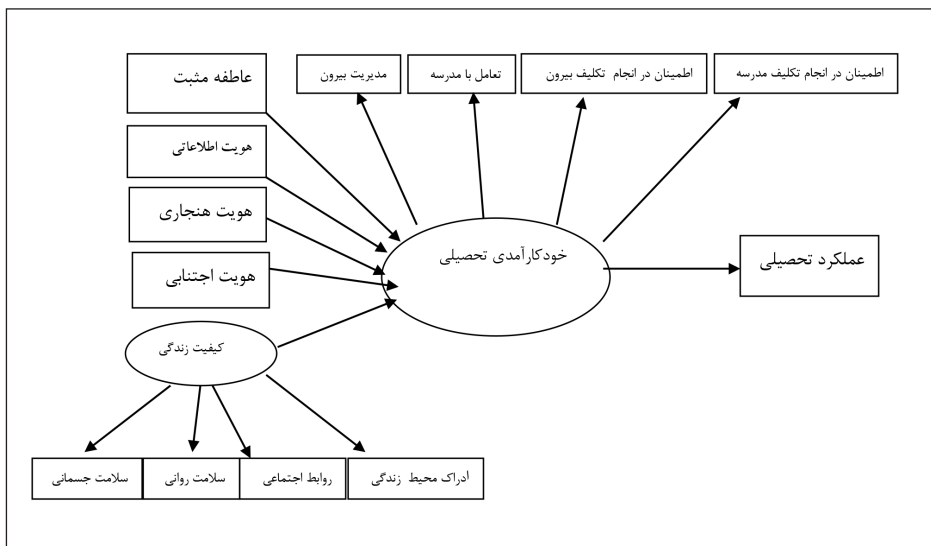 عاطفه مثبت
مدیریت بیرون
تعامل با مدرسه
اطمینان در انجام تکلیف بیرون
اطمینان در انجام تکلیف مدرسه
هویت اطلاعاتی
هویت هنجاری
هویت اجتنابی
خودکارآمدی تحصیلی
عملکرد تحصیلی
کیفیت زندگی
سلامت جسمانی
سلامت روانی
روابط اجتماعی
ادراک محیط زندگی